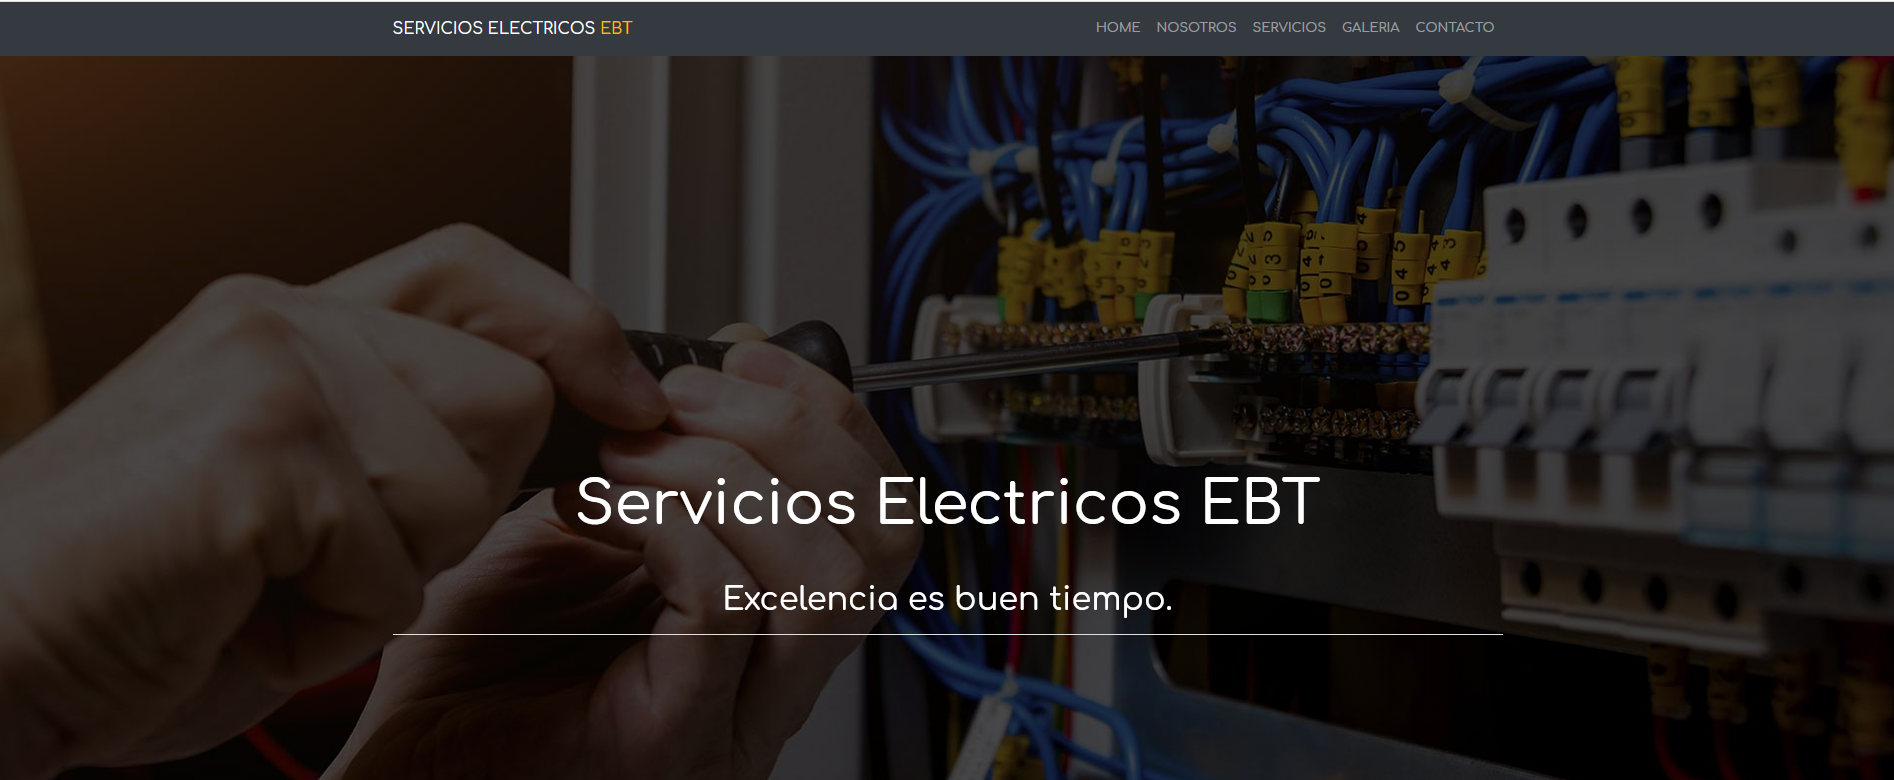 SERVICIOS ELECTRICOS EBT
HOME NOSOTROS SERVICIOS GALERIA CONTACTO
Servicios Electricos EBT
Excelencia es buen tiempo.